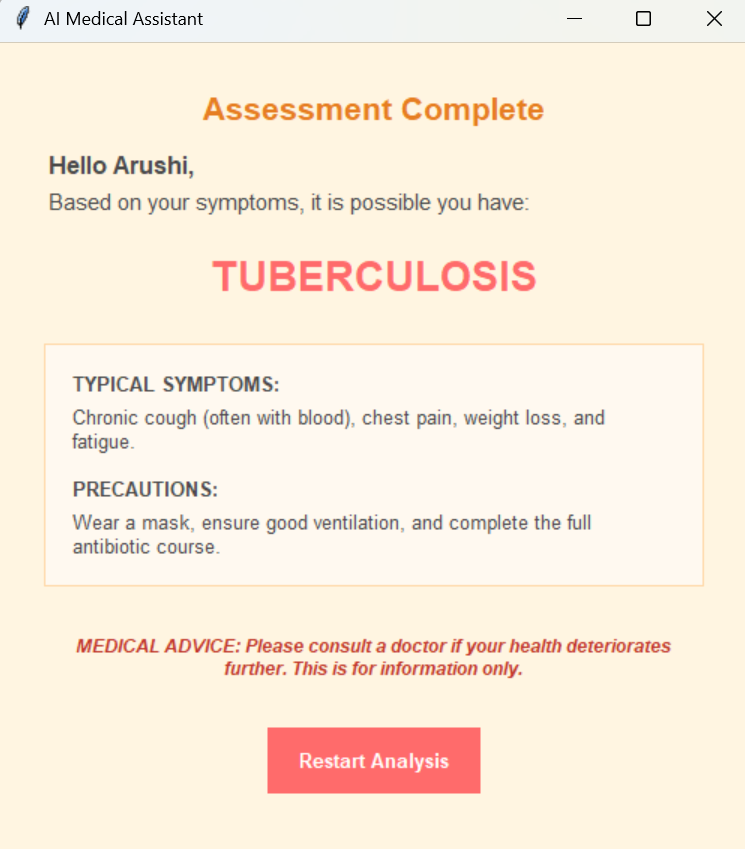 AI Medical Assistant
Assessment Complete
Hello Arushi,
Based on your symptoms, it is possible you have:
TUBERCULOSIS
TYPICAL SYMPTOMS:
Chronic cough (often with blood), chest pain, weight loss, and
fatigue.
PRECAUTIONS:
Wear a mask, ensure good ventilation, and complete the full
antibiotic course.
MEDICAL ADVICE: Please consult a doctor if your health deteriorates
further. This is for information only.
Restart Analysis